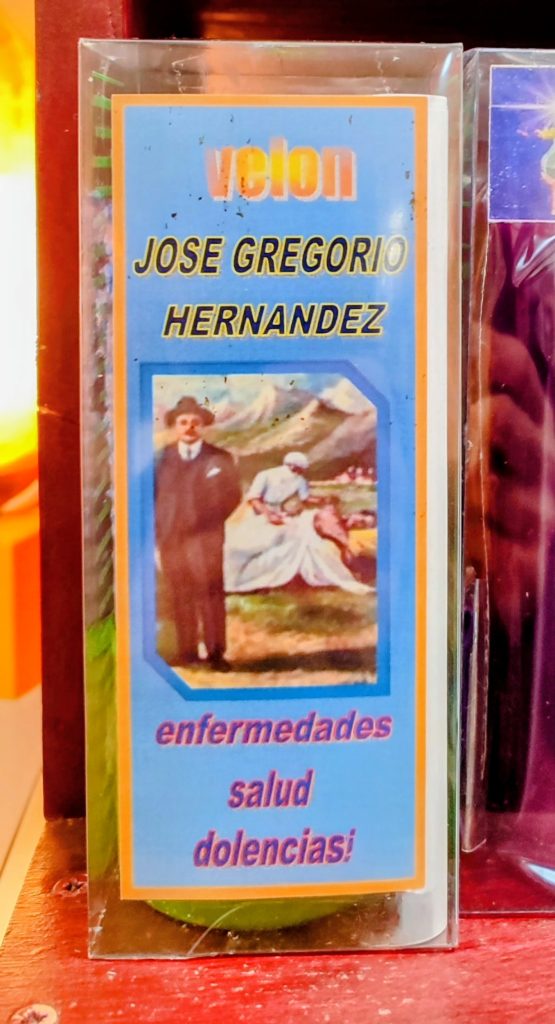 velon
JOSE GREGORIO
HERNANDEZ
enfermedades
salud
dolencias!